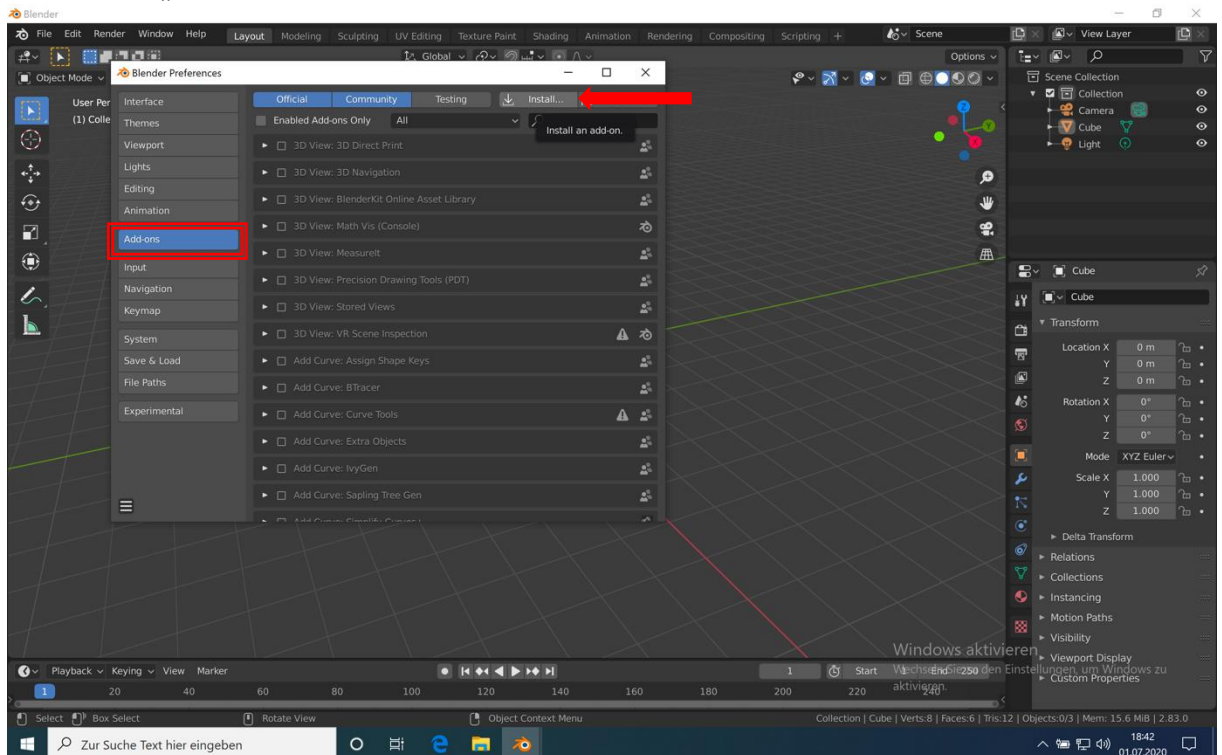 Blender
File Edit Render Window Help Layout Modeling Sculpting UV Editing Texture Paint Shading Animation Rendering Compositing Scripting + Scene View Layer
Global Options
Object Mode Blender Preferences Scene Collection
User Per
(1) Colle
Interface
Themes
Viewport
Lights
Editing
Animation
Add-ons
Input
Navigation
Keymap
System
Save & Load
File Paths
Experimental
Official Community Testing Install...
Enabled Add-ons Only All
Install an add-on.
3D View: 3D Direct Print
3D View: 3D Navigation
3D View: BlenderKit Online Asset Library
3D View: Math Vis (Console)
3D View: MeasureIt
3D View: Precision Drawing Tools (PDT)
3D View: Stored Views
3D View: VR Scene Inspection
Add Curve: Assign Shape Keys
Add Curve: BTracer
Add Curve: Curve Tools
Add Curve: Extra Objects
Add Curve: IvyGen
Add Curve: Sapling Tree Gen
Add Curve: Simplify Curves
Z
Y
X
Collection
Camera
Cube
Light
Cube
Cube
Transform
Location X 0 m
Y 0 m
Z 0 m
Rotation X 0°
Y 0°
Z 0°
Mode XYZ Euler
Scale X 1.000
Y 1.000
Z 1.000
Delta Transform
Relations
Collections
Instancing
Motion Paths
Visibility
Viewport Display
Custom Properties
Windows aktivieren
Wechseln Sie zu den Einstellungen, um Windows zu
aktivieren.
Playback Keying View Marker 1 Start 1 End 250
1 20 40 60 80 100 120 140 160 180 200 220 240
Select Box Select Rotate View Object Context Menu Collection | Cube | Verts:8 | Faces:6 | Tris:12 | Objects:0/3 | Mem: 15.6 MiB | 2.83.0
Zur Suche Text hier eingeben
18:42
01.07.2020